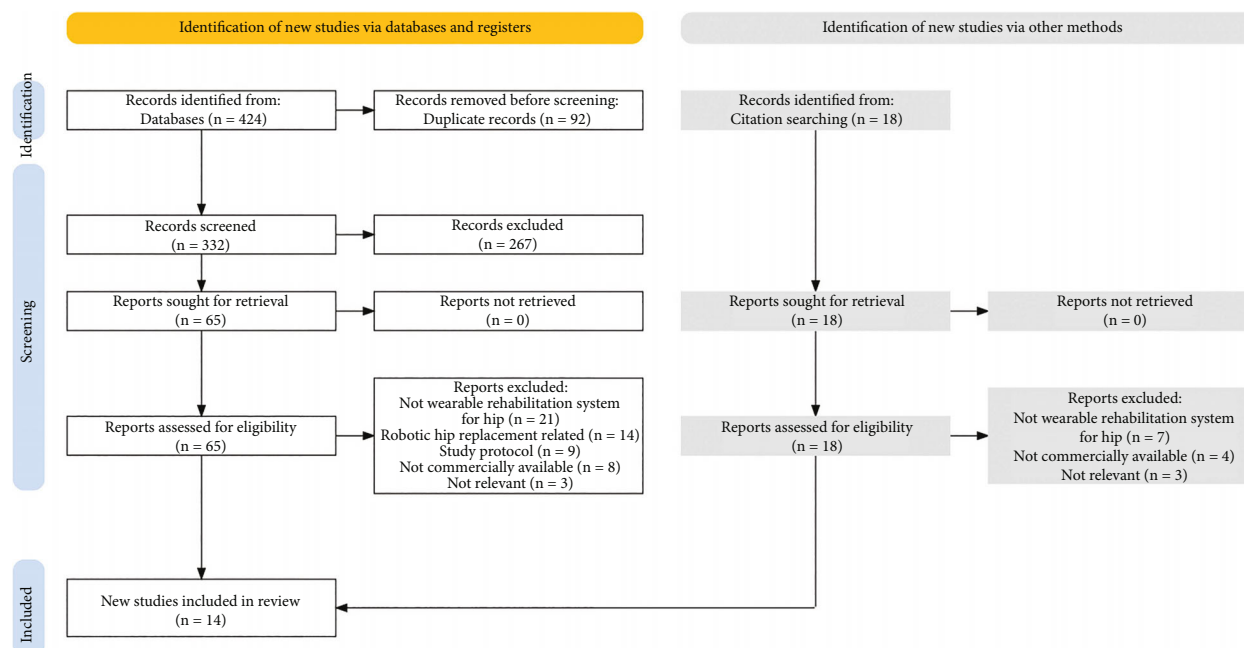 Identification of new studies via databases and registers
Identification of new studies via other methods
Identification
Records identified from:
Databases (n = 424)
Records removed before screening:
Duplicate records (n = 92)
Records identified from:
Citation searching (n = 18)
Screening
Records screened
(n = 332)
Records excluded
(n = 267)
Reports sought for retrieval
(n = 65)
Reports not retrieved
(n = 0)
Reports sought for retrieval
(n = 18)
Reports not retrieved
(n = 0)
Reports assessed for eligibility
(n = 65)
Reports excluded:
Not wearable rehabilitation system
for hip (n = 21)
Robotic hip replacement related (n = 14)
Study protocol (n = 9)
Not commercially available (n = 8)
Not relevant (n = 3)
Reports assessed for eligibility
(n = 18)
Reports excluded:
Not wearable rehabilitation system
for hip (n = 7)
Not commercially available (n = 4)
Not relevant (n = 3)
Included
New studies included in review
(n = 14)